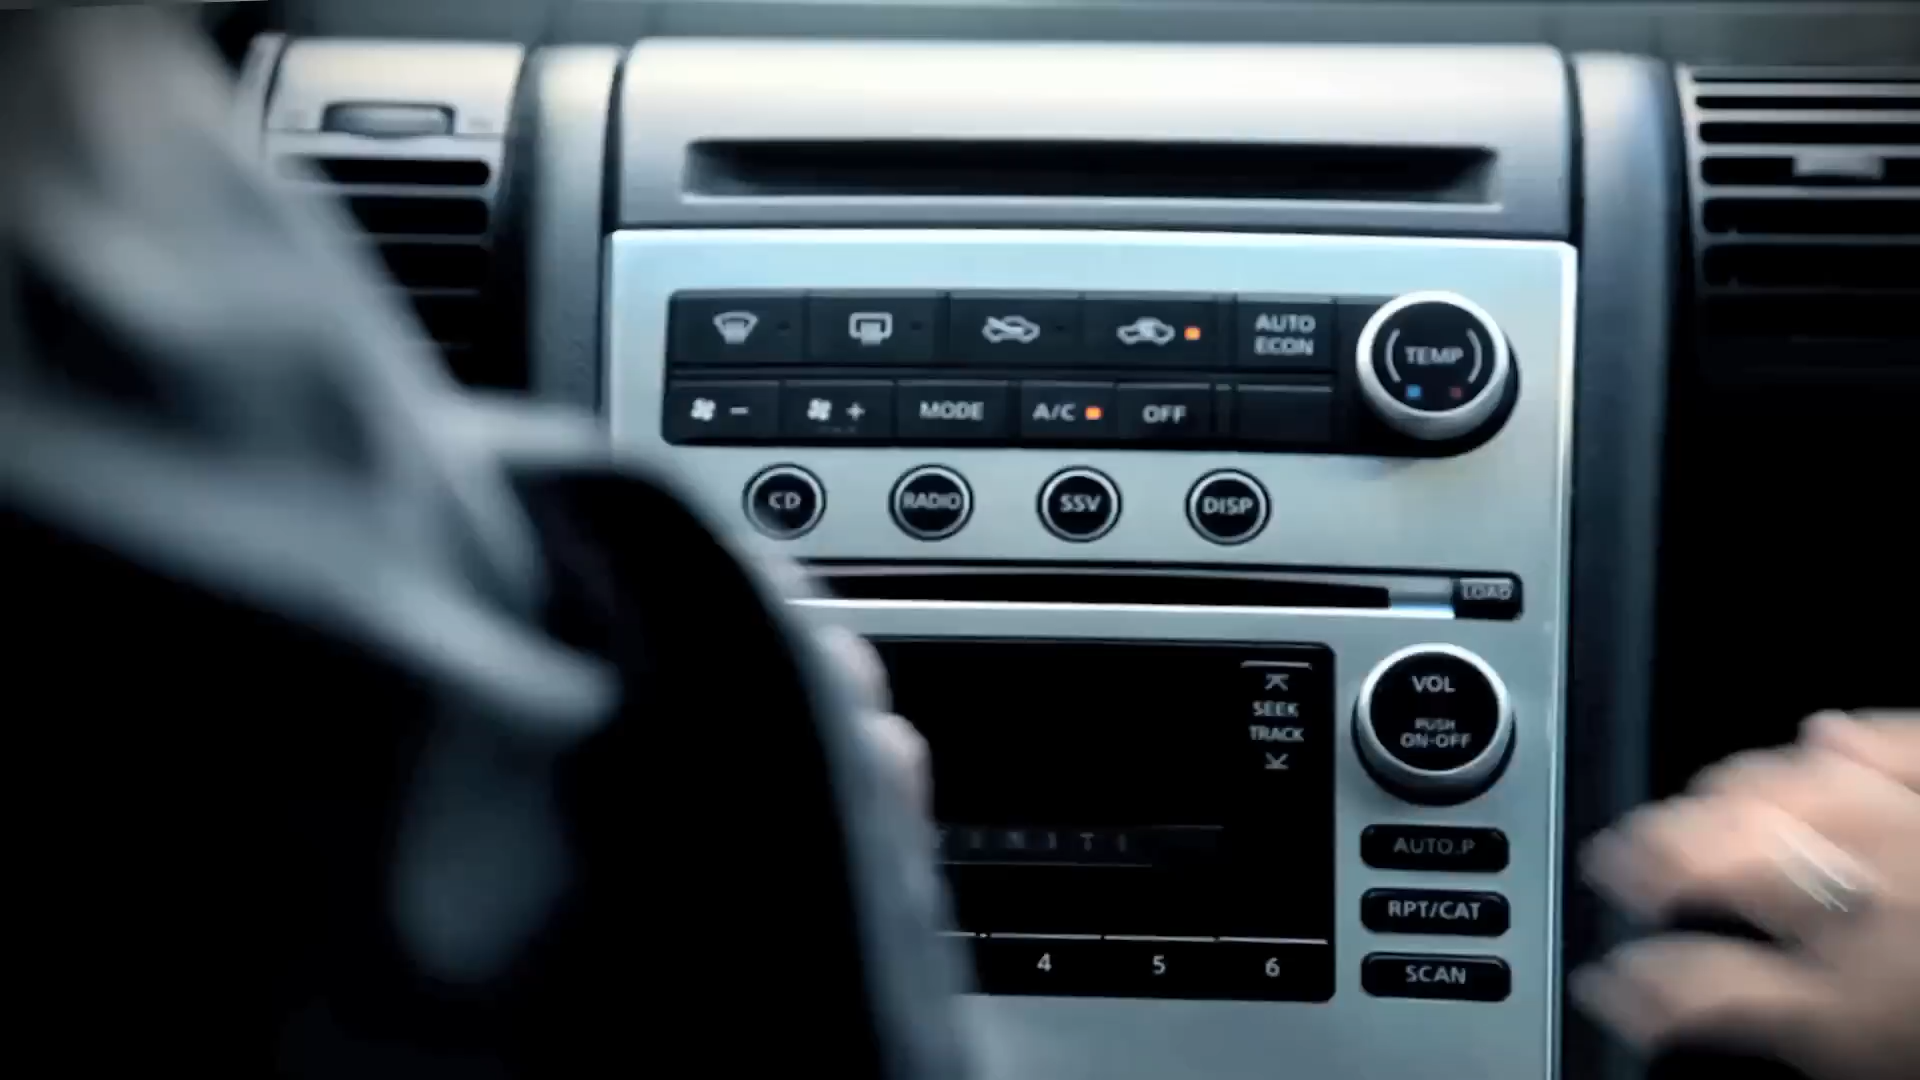 AUTO
ECON
TEMP
MODE
A/C
OFF
CD
RADIO
SSV
DISP
LOAD
SEEK
TRACK
VOL
PUSH
ON·OFF
AUTO.P
RPT/CAT
SCAN
4
5
6